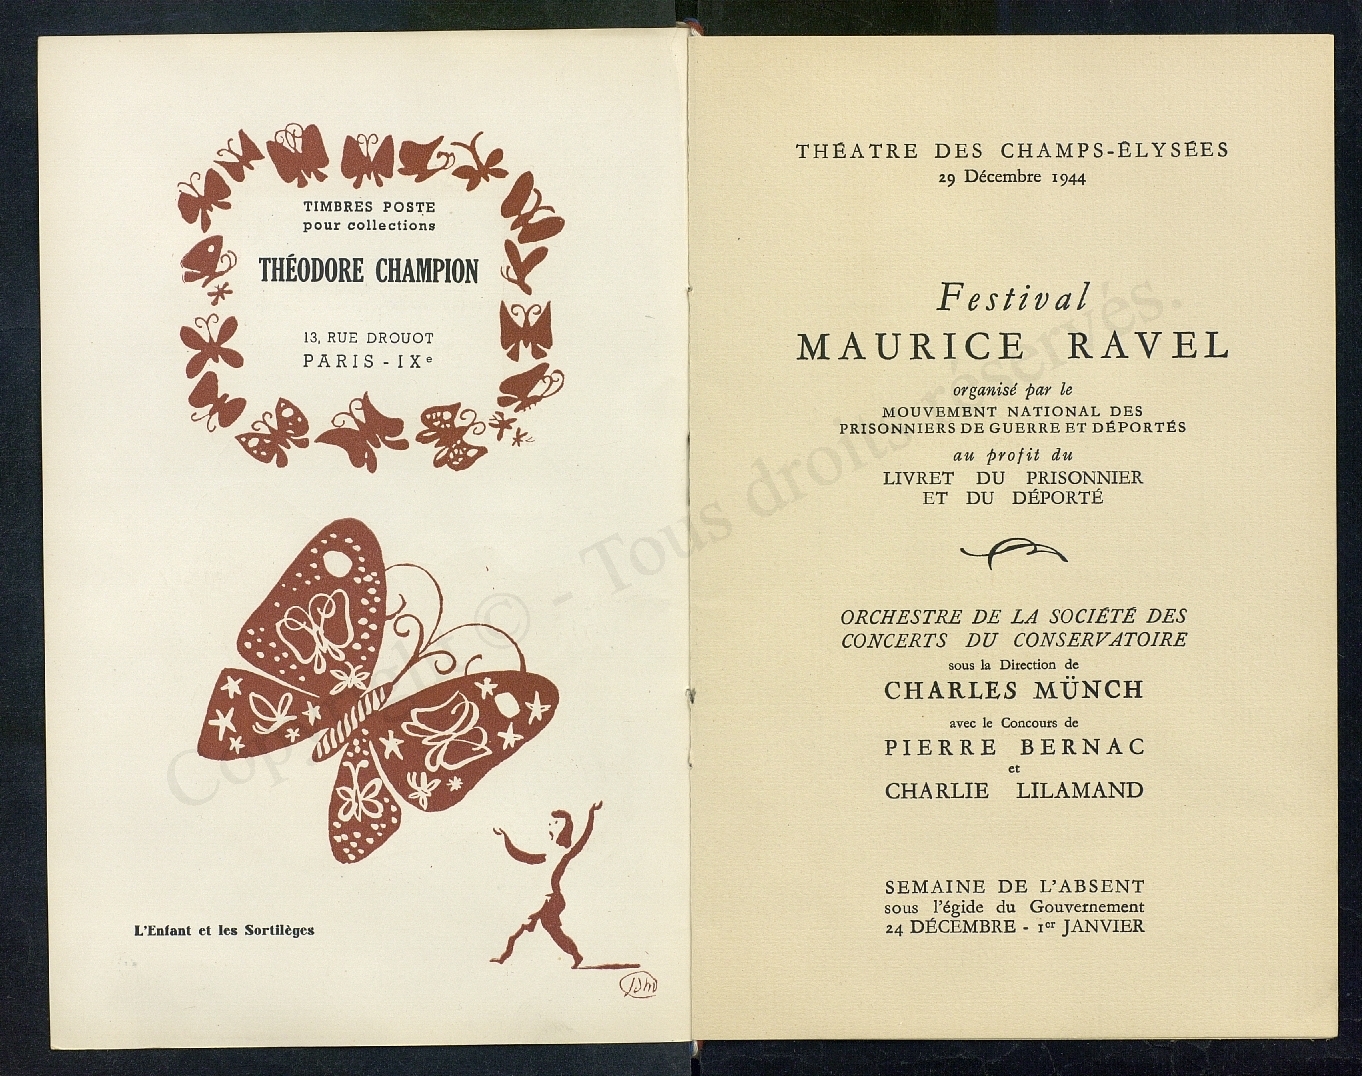 TIMBRES POSTE
pour collections
THÉODORE CHAMPION
13, RUE DROUOT
PARIS - IXe
L'Enfant et les Sortilèges
THÉATRE DES CHAMPS-ÉLYSÉES
29 Décembre 1944
Festival
MAURICE RAVEL
organisé par le
MOUVEMENT NATIONAL DES
PRISONNIERS DE GUERRE ET DÉPORTÉS
au profit du
LIVRET DU PRISONNIER
ET DU DÉPORTÉ
ORCHESTRE DE LA SOCIÉTÉ DES
CONCERTS DU CONSERVATOIRE
sous la Direction de
CHARLES MÜNCH
avec le Concours de
PIERRE BERNAC
et
CHARLIE LILAMAND
SEMAINE DE L'ABSENT
sous l'égide du Gouvernement
24 DÉCEMBRE - 1er JANVIER
Copyright © - Tous droits réservés.